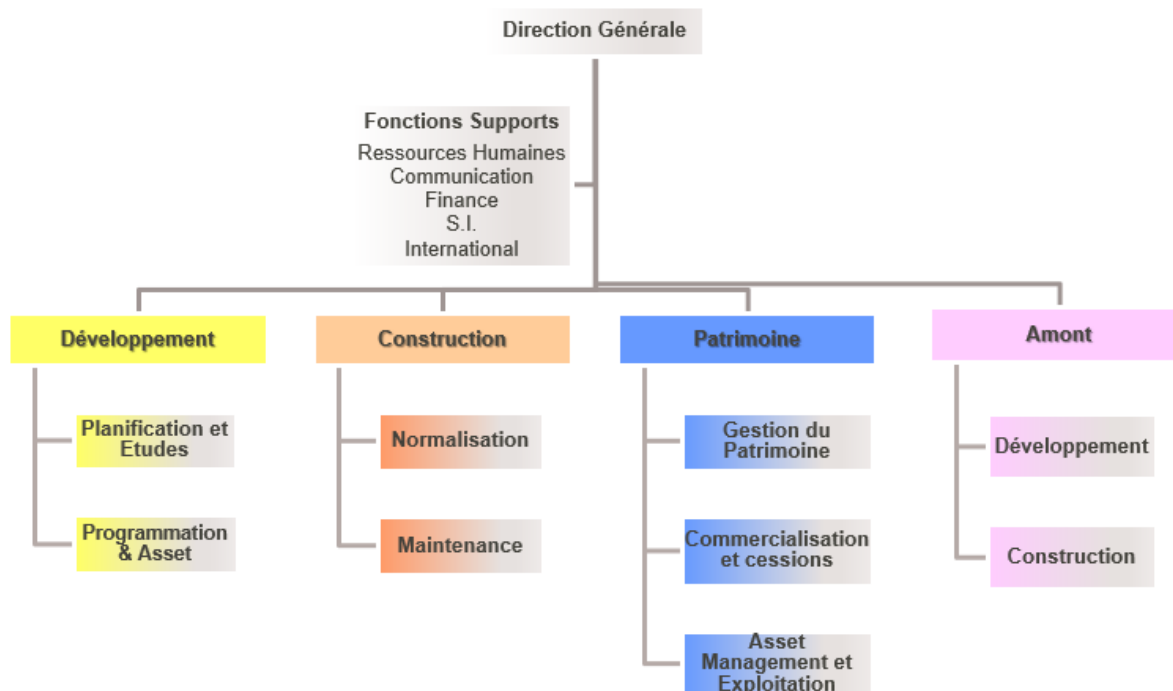 Direction Générale
Fonctions Supports
Ressources Humaines
Communication
Finance
S.I.
International
Développement
Construction
Patrimoine
Amont
Planification et
Etudes
Normalisation
Gestion du
Patrimoine
Développement
Programmation
& Asset
Maintenance
Commercialisation
et cessions
Construction
Asset
Management et
Exploitation